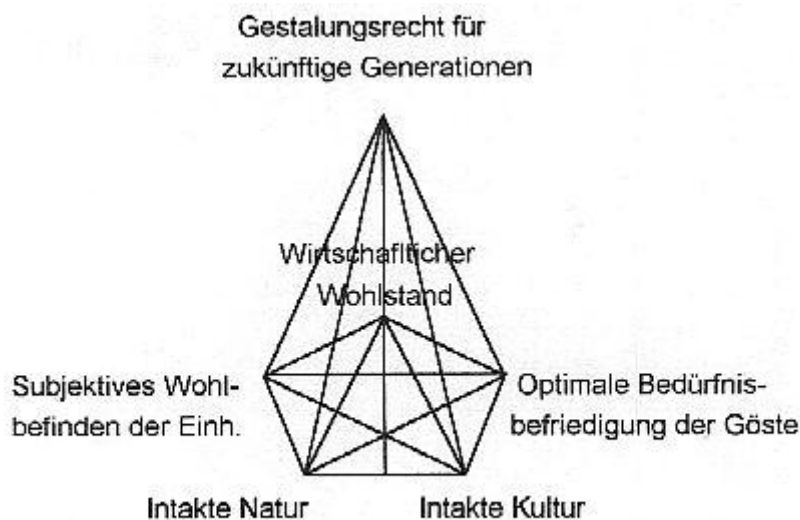 Gestalungsrecht für
zukünftige Generationen
Wirtschaflticher
Wohlstand
Subjektives Wohl-
befinden der Einh.
Optimale Bedürfnis-
befriedigung der Göste
Intakte Natur
Intakte Kultur